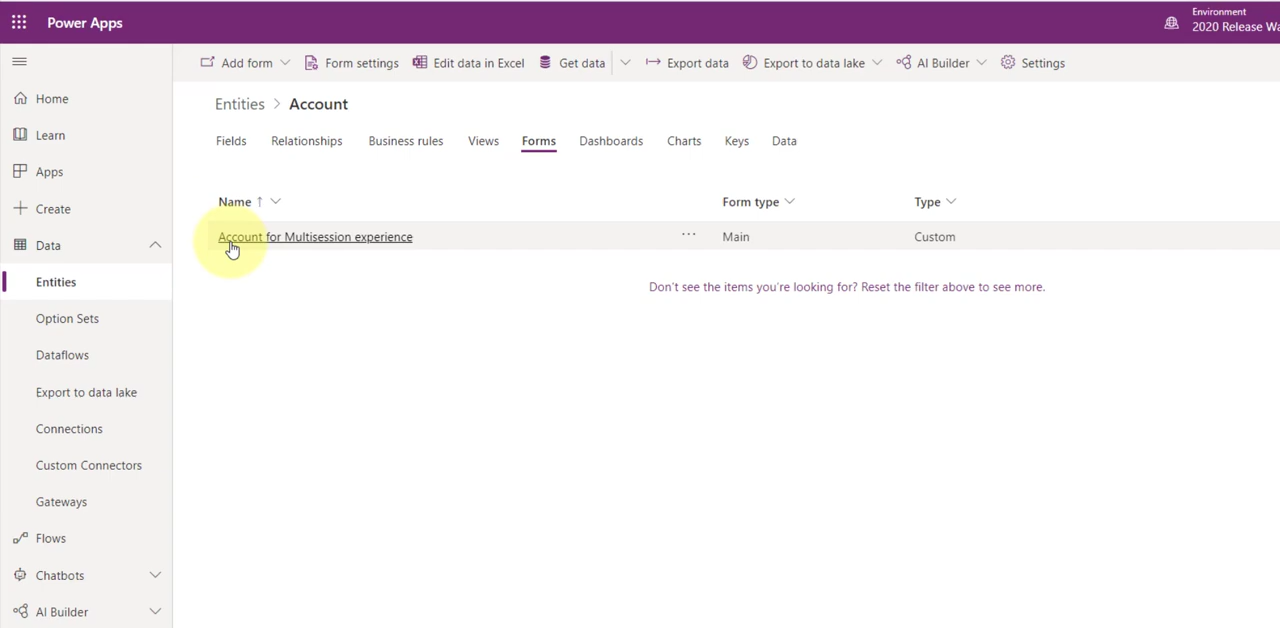 Power Apps
Environment
2020 Release Wa
Add form
Form settings
Edit data in Excel
Get data
Export data
Export to data lake
AI Builder
Settings
Home
Learn
Apps
Create
Data
Entities
Option Sets
Dataflows
Export to data lake
Connections
Custom Connectors
Gateways
Flows
Chatbots
AI Builder
Entities > Account
Fields Relationships Business rules Views Forms Dashboards Charts Keys Data
Name ↑ Form type Type
Account for Multisession experience ... Main Custom
Don't see the items you're looking for? Reset the filter above to see more.